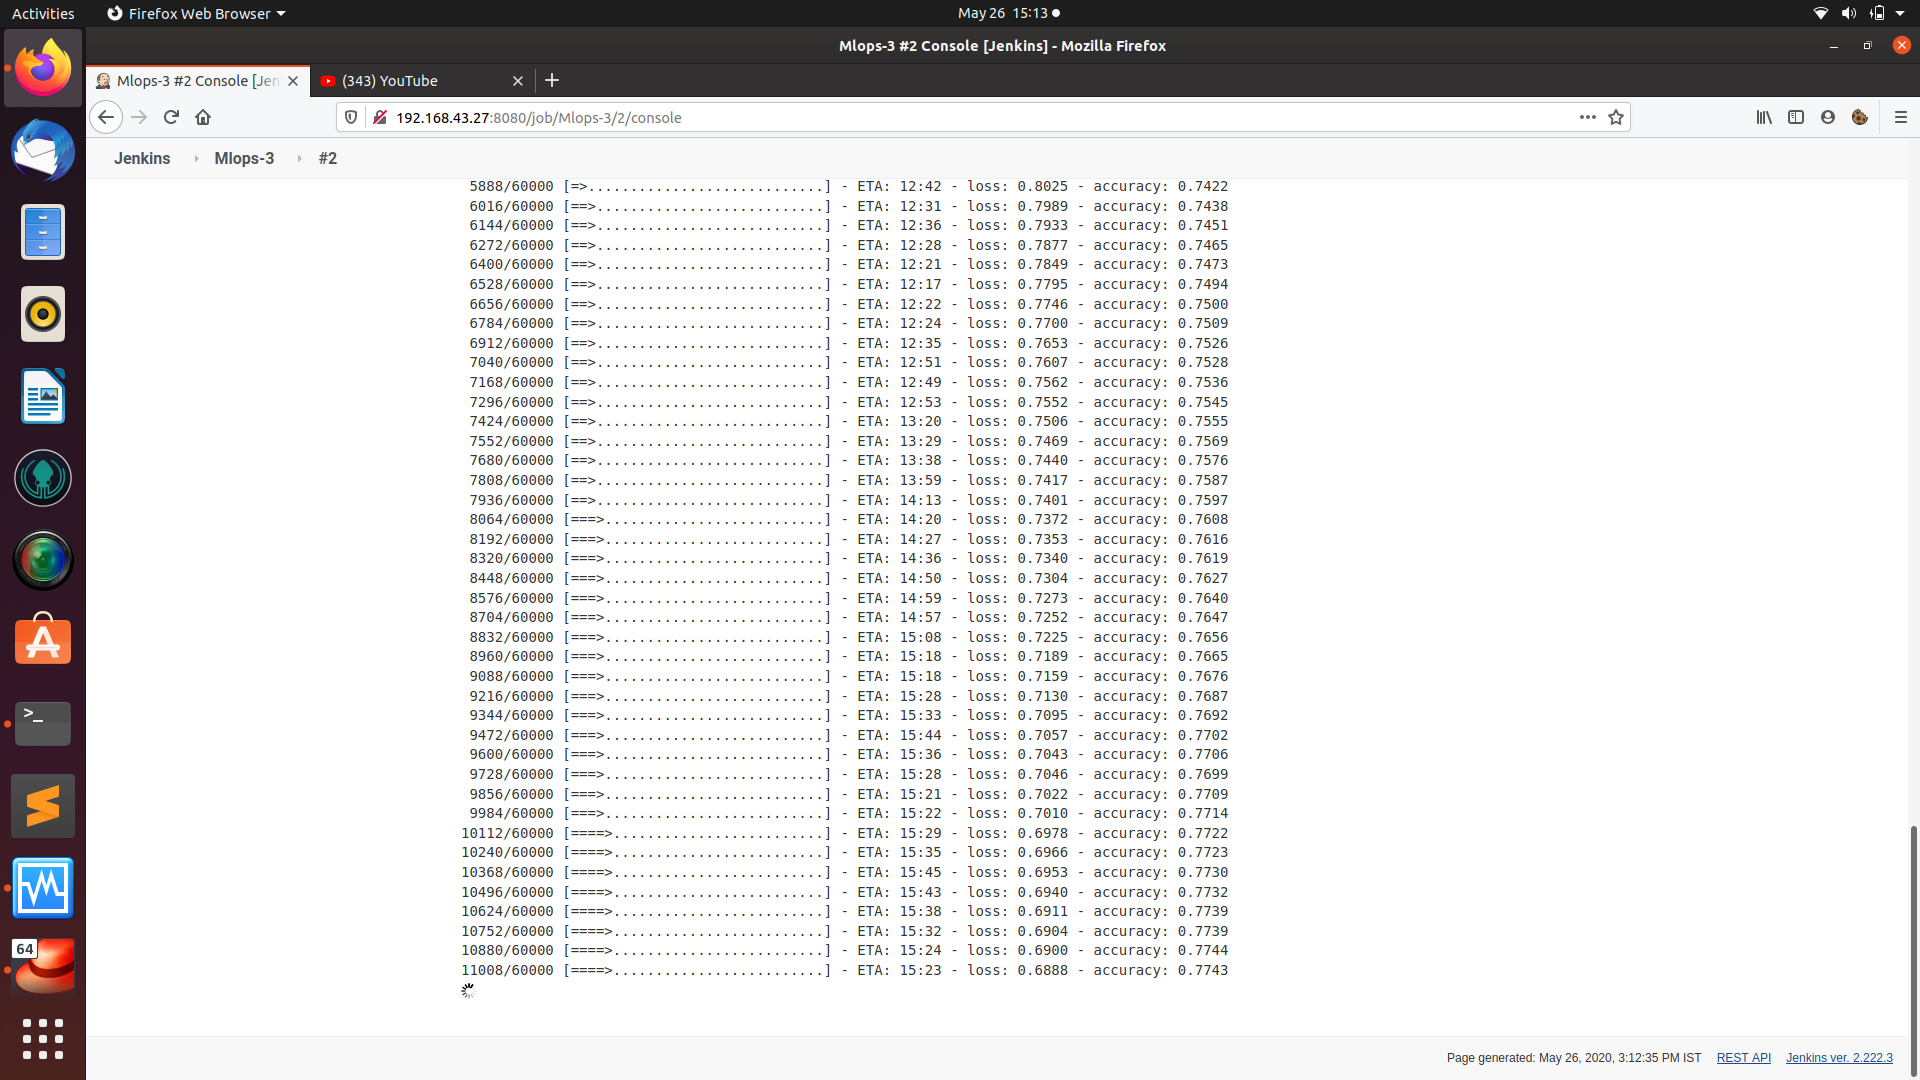 Activities
Firefox Web Browser
May 26 15:13
Mlops-3 #2 Console [Jenkins] - Mozilla Firefox
Mlops-3 #2 Console [Jen
(343) YouTube
192.168.43.27:8080/job/Mlops-3/2/console
Jenkins
Mlops-3
#2
5888/60000 [=>............................] - ETA: 12:42 - loss: 0.8025 - accuracy: 0.7422
6016/60000 [==>...........................] - ETA: 12:31 - loss: 0.7989 - accuracy: 0.7438
6144/60000 [==>...........................] - ETA: 12:36 - loss: 0.7933 - accuracy: 0.7451
6272/60000 [==>...........................] - ETA: 12:28 - loss: 0.7877 - accuracy: 0.7465
6400/60000 [==>...........................] - ETA: 12:21 - loss: 0.7849 - accuracy: 0.7473
6528/60000 [==>...........................] - ETA: 12:17 - loss: 0.7795 - accuracy: 0.7494
6656/60000 [==>...........................] - ETA: 12:22 - loss: 0.7746 - accuracy: 0.7500
6784/60000 [==>...........................] - ETA: 12:24 - loss: 0.7700 - accuracy: 0.7509
6912/60000 [==>...........................] - ETA: 12:35 - loss: 0.7653 - accuracy: 0.7526
7040/60000 [==>...........................] - ETA: 12:51 - loss: 0.7607 - accuracy: 0.7528
7168/60000 [==>...........................] - ETA: 12:49 - loss: 0.7562 - accuracy: 0.7536
7296/60000 [==>...........................] - ETA: 12:53 - loss: 0.7552 - accuracy: 0.7545
7424/60000 [==>...........................] - ETA: 13:20 - loss: 0.7506 - accuracy: 0.7555
7552/60000 [==>...........................] - ETA: 13:29 - loss: 0.7469 - accuracy: 0.7569
7680/60000 [==>...........................] - ETA: 13:38 - loss: 0.7440 - accuracy: 0.7576
7808/60000 [==>...........................] - ETA: 13:59 - loss: 0.7417 - accuracy: 0.7587
7936/60000 [==>...........................] - ETA: 14:13 - loss: 0.7401 - accuracy: 0.7597
8064/60000 [===>..........................] - ETA: 14:20 - loss: 0.7372 - accuracy: 0.7608
8192/60000 [===>..........................] - ETA: 14:27 - loss: 0.7353 - accuracy: 0.7616
8320/60000 [===>..........................] - ETA: 14:36 - loss: 0.7340 - accuracy: 0.7619
8448/60000 [===>..........................] - ETA: 14:50 - loss: 0.7304 - accuracy: 0.7627
8576/60000 [===>..........................] - ETA: 14:59 - loss: 0.7273 - accuracy: 0.7640
8704/60000 [===>..........................] - ETA: 14:57 - loss: 0.7252 - accuracy: 0.7647
8832/60000 [===>..........................] - ETA: 15:08 - loss: 0.7225 - accuracy: 0.7656
8960/60000 [===>..........................] - ETA: 15:18 - loss: 0.7189 - accuracy: 0.7665
9088/60000 [===>..........................] - ETA: 15:18 - loss: 0.7159 - accuracy: 0.7676
9216/60000 [===>..........................] - ETA: 15:28 - loss: 0.7130 - accuracy: 0.7687
9344/60000 [===>..........................] - ETA: 15:33 - loss: 0.7095 - accuracy: 0.7692
9472/60000 [===>..........................] - ETA: 15:44 - loss: 0.7057 - accuracy: 0.7702
9600/60000 [===>..........................] - ETA: 15:36 - loss: 0.7043 - accuracy: 0.7706
9728/60000 [===>..........................] - ETA: 15:28 - loss: 0.7046 - accuracy: 0.7699
9856/60000 [===>..........................] - ETA: 15:21 - loss: 0.7022 - accuracy: 0.7709
9984/60000 [===>..........................] - ETA: 15:22 - loss: 0.7010 - accuracy: 0.7714
10112/60000 [====>.........................] - ETA: 15:29 - loss: 0.6978 - accuracy: 0.7722
10240/60000 [====>.........................] - ETA: 15:35 - loss: 0.6966 - accuracy: 0.7723
10368/60000 [====>.........................] - ETA: 15:45 - loss: 0.6953 - accuracy: 0.7730
10496/60000 [====>.........................] - ETA: 15:43 - loss: 0.6940 - accuracy: 0.7732
10624/60000 [====>.........................] - ETA: 15:38 - loss: 0.6911 - accuracy: 0.7739
10752/60000 [====>.........................] - ETA: 15:32 - loss: 0.6904 - accuracy: 0.7739
10880/60000 [====>.........................] - ETA: 15:24 - loss: 0.6900 - accuracy: 0.7744
11008/60000 [====>.........................] - ETA: 15:23 - loss: 0.6888 - accuracy: 0.7743
64
Page generated: May 26, 2020, 3:12:35 PM IST
REST API
Jenkins ver. 2.222.3